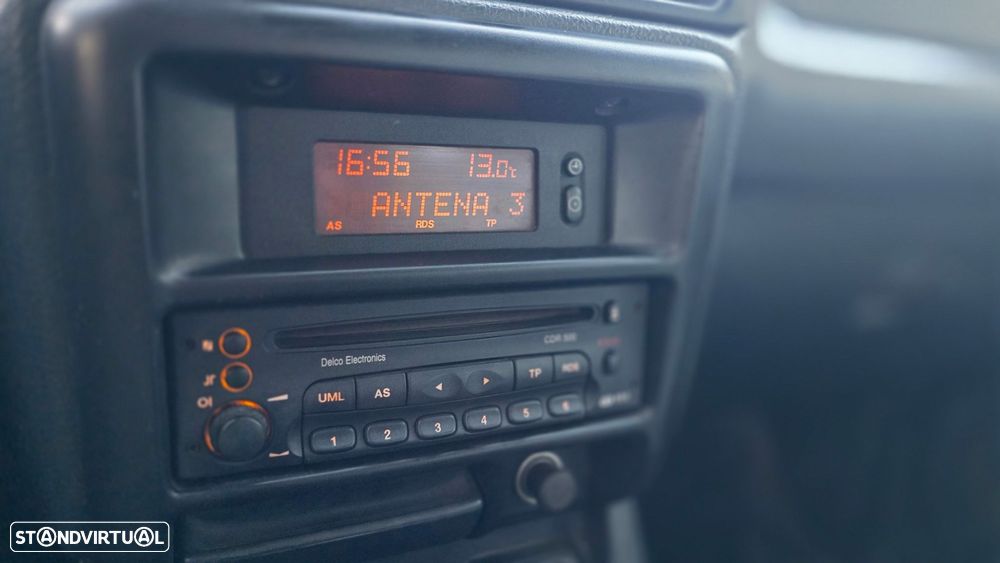 16:56 13.0°c
ANTENA 3
AS RDS TP
Delco Electronics CDR 500
UML AS TP RDS
1 2 3 4 5 6
STANDVIRTUAL